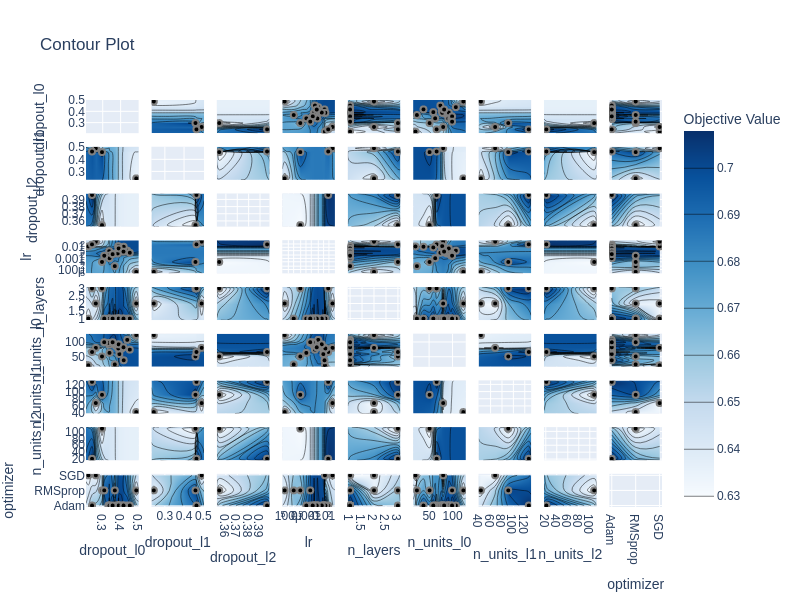 Contour Plot
Objective Value
0.7
0.69
0.68
0.67
0.66
0.65
0.64
0.63
dropout_l0
0.5
0.4
0.3
dropout_l1
0.5
0.4
0.3
dropout_l2
0.39
0.38
0.37
0.36
lr
0.01
0.001
100μ
n_layers
3
2.5
2
1.5
1
n_units_l0
100
50
n_units_l1
120
100
80
60
40
n_units_l2
100
80
60
40
20
optimizer
SGD
RMSprop
Adam
0.3 0.4 0.5
dropout_l0
0.3 0.4 0.5
dropout_l1
0.36 0.37 0.38 0.39
dropout_l2
lr
1 1.5 2 2.5 3
n_layers
50 100
n_units_l0
40 60 80 100 120
n_units_l1
20 40 60 80 100
n_units_l2
Adam RMSprop SGD
optimizer